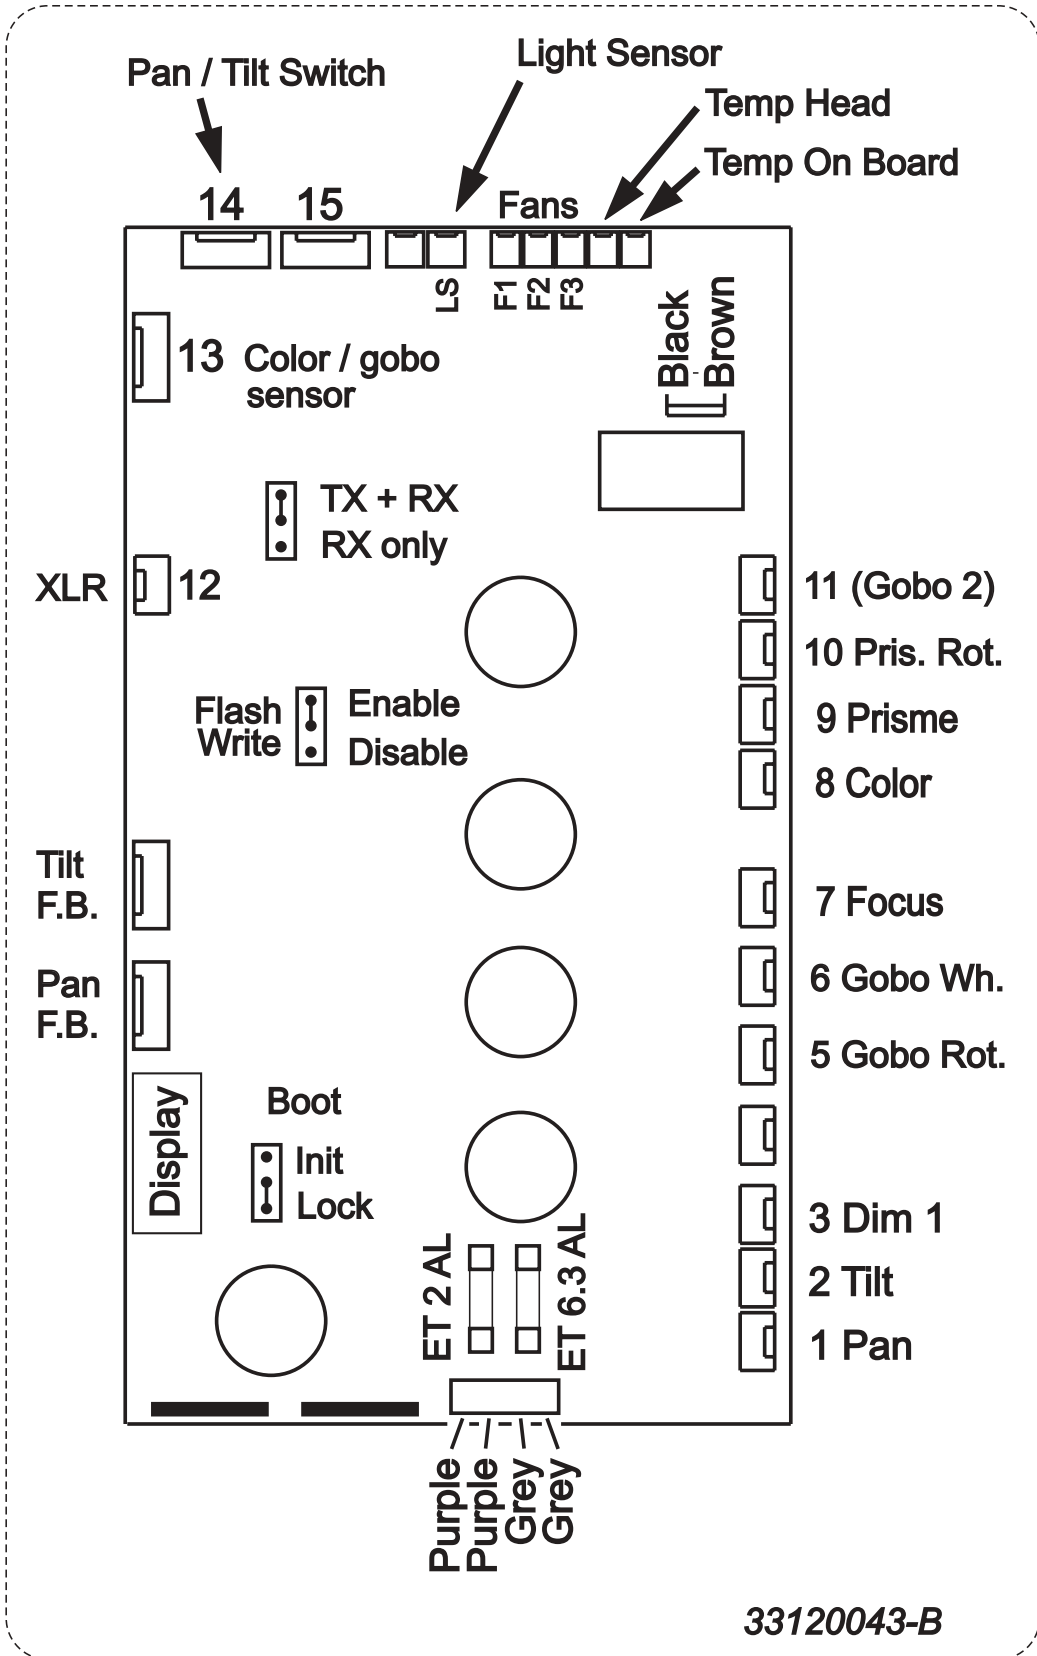 Light Sensor
Pan / Tilt Switch
Temp Head
Temp On Board
14
15
Fans
LS
F1
F2
F3
Black
Brown
13 Color / gobo
sensor
TX + RX
RX only
XLR
12
11 (Gobo 2)
10 Pris. Rot.
9 Prisme
8 Color
Flash
Write
Enable
Disable
Tilt
F.B.
7 Focus
Pan
F.B.
6 Gobo Wh.
5 Gobo Rot.
Display
Boot
Init
Lock
3 Dim 1
2 Tilt
1 Pan
ET 2 AL
ET 6.3 AL
Purple
Purple
Grey
Grey
33120043-B